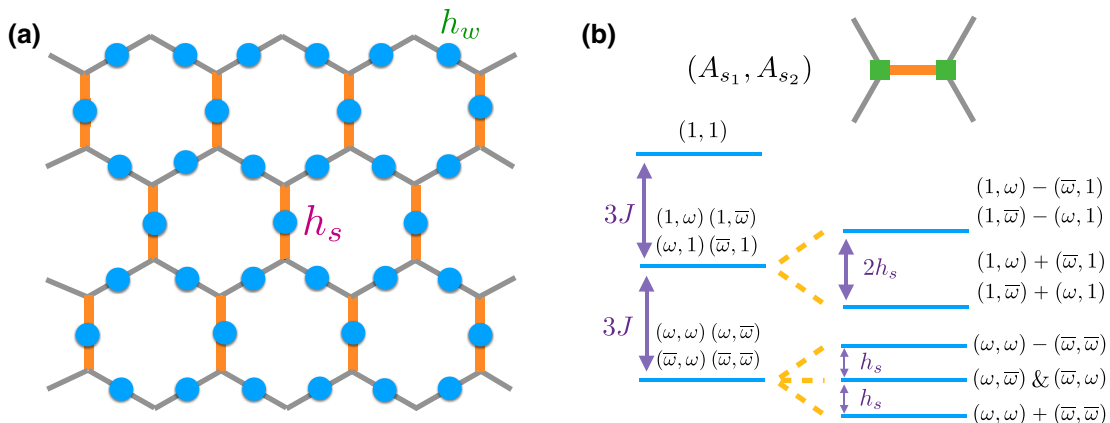 (a)
h_w
h_s
(b)
(A_{s_1}, A_{s_2})
(1, 1)
3J
(1, ω) (1, ω̅)
(ω, 1) (ω̅, 1)
3J
(ω, ω) (ω, ω̅)
(ω̅, ω) (ω̅, ω̅)
(1, ω) − (ω̅, 1)
(1, ω̅) − (ω, 1)
2h_s
(1, ω) + (ω̅, 1)
(1, ω̅) + (ω, 1)
(ω, ω) − (ω̅, ω̅)
h_s
(ω, ω̅) & (ω̅, ω)
h_s
(ω, ω) + (ω̅, ω̅)